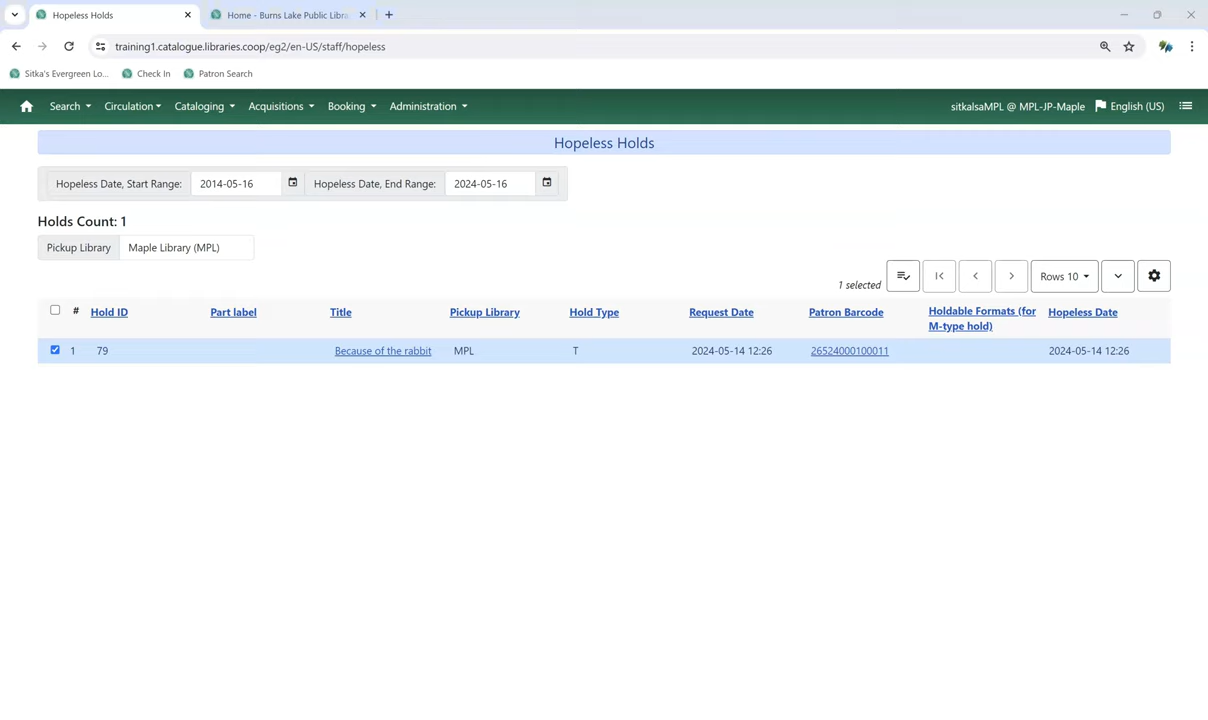 Hopeless Holds
Home - Burns Lake Public Libra
training1.catalogue.libraries.coop/eg2/en-US/staff/hopeless
Sitka's Evergreen Lo... Check In Patron Search
Search Circulation Cataloging Acquisitions Booking Administration sitkalsaMPL @ MPL-JP-Maple English (US)
Hopeless Holds
Hopeless Date, Start Range: 2014-05-16 Hopeless Date, End Range: 2024-05-16
Holds Count: 1
Pickup Library Maple Library (MPL)
1 selected Rows 10
# Hold ID Part label Title Pickup Library Hold Type Request Date Patron Barcode Holdable Formats (for M-type hold) Hopeless Date
1 79 Because of the rabbit MPL T 2024-05-14 12:26 26524000100011 2024-05-14 12:26